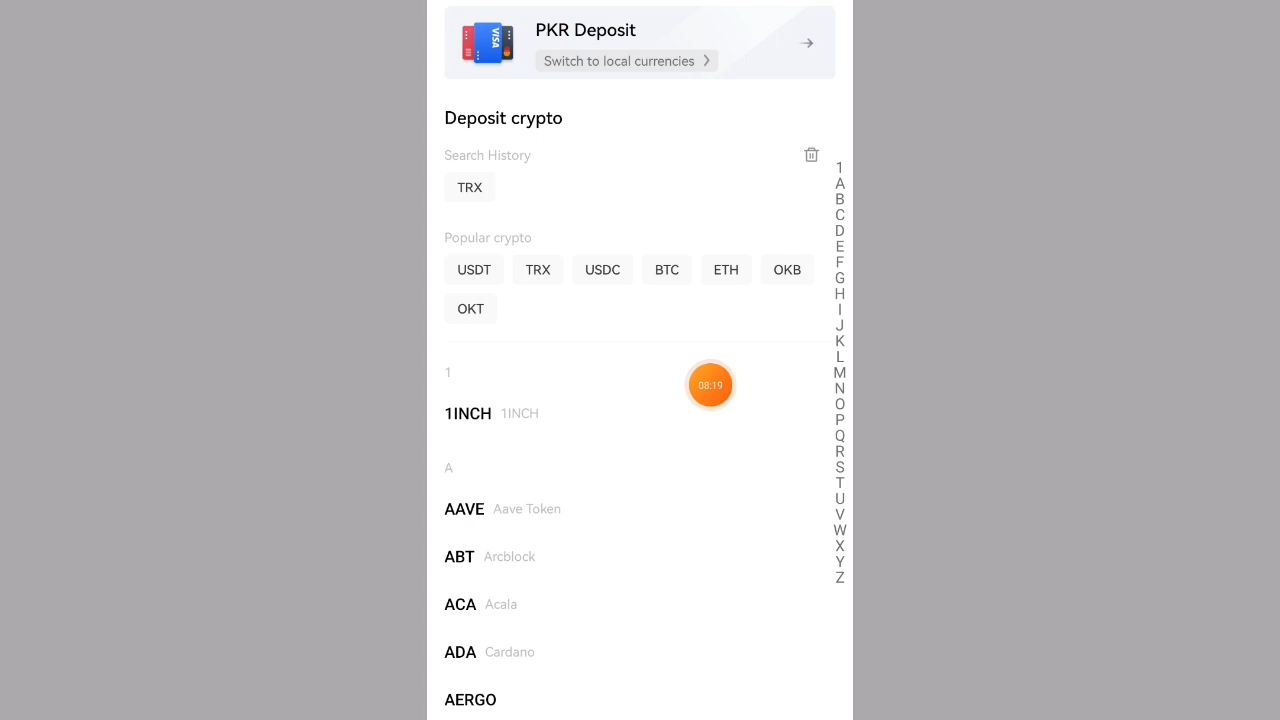 VISA
PKR Deposit
Switch to local currencies
Deposit crypto
Search History
TRX
Popular crypto
USDT TRX USDC BTC ETH OKB
OKT
1
08:19
1INCH 1INCH
A
AAVE Aave Token
ABT Arcblock
ACA Acala
ADA Cardano
AERGO
1
A
B
C
D
E
F
G
H
I
J
K
L
M
N
O
P
Q
R
S
T
U
V
W
X
Y
Z